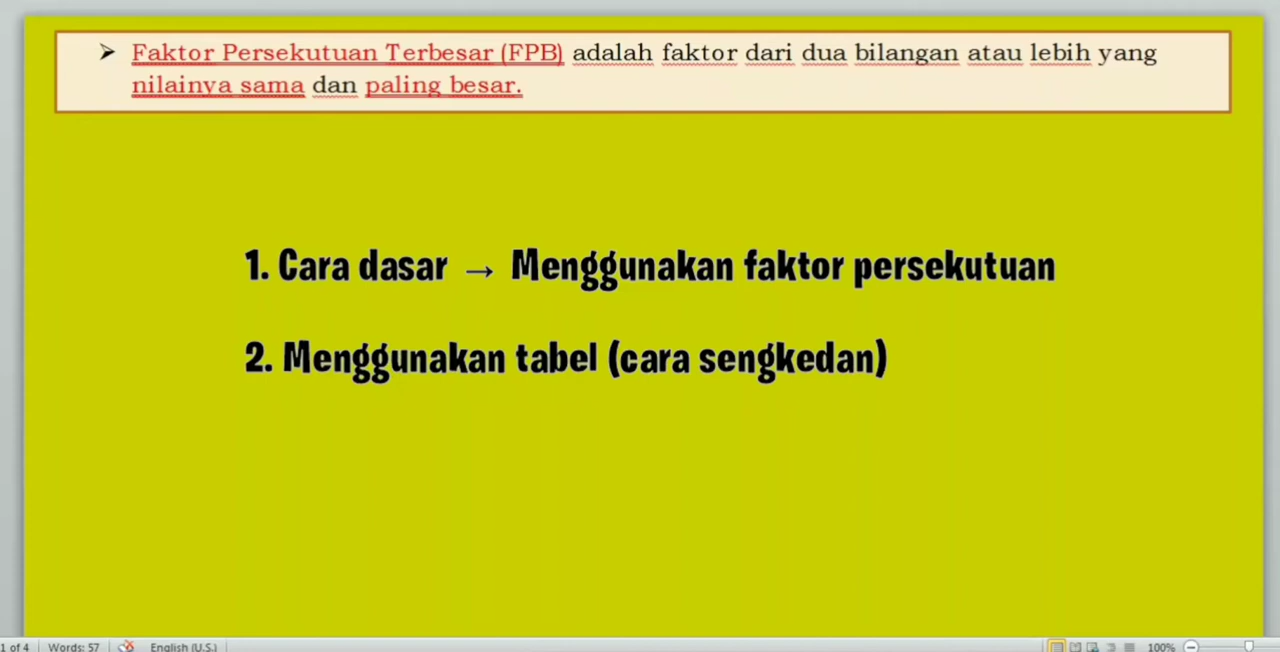 ➢ Faktor Persekutuan Terbesar (FPB) adalah faktor dari dua bilangan atau lebih yang
nilainya sama dan paling besar.
1. Cara dasar → Menggunakan faktor persekutuan
2. Menggunakan tabel (cara sengkedan)
1 of 4 Words: 57 English (U.S.) 100%